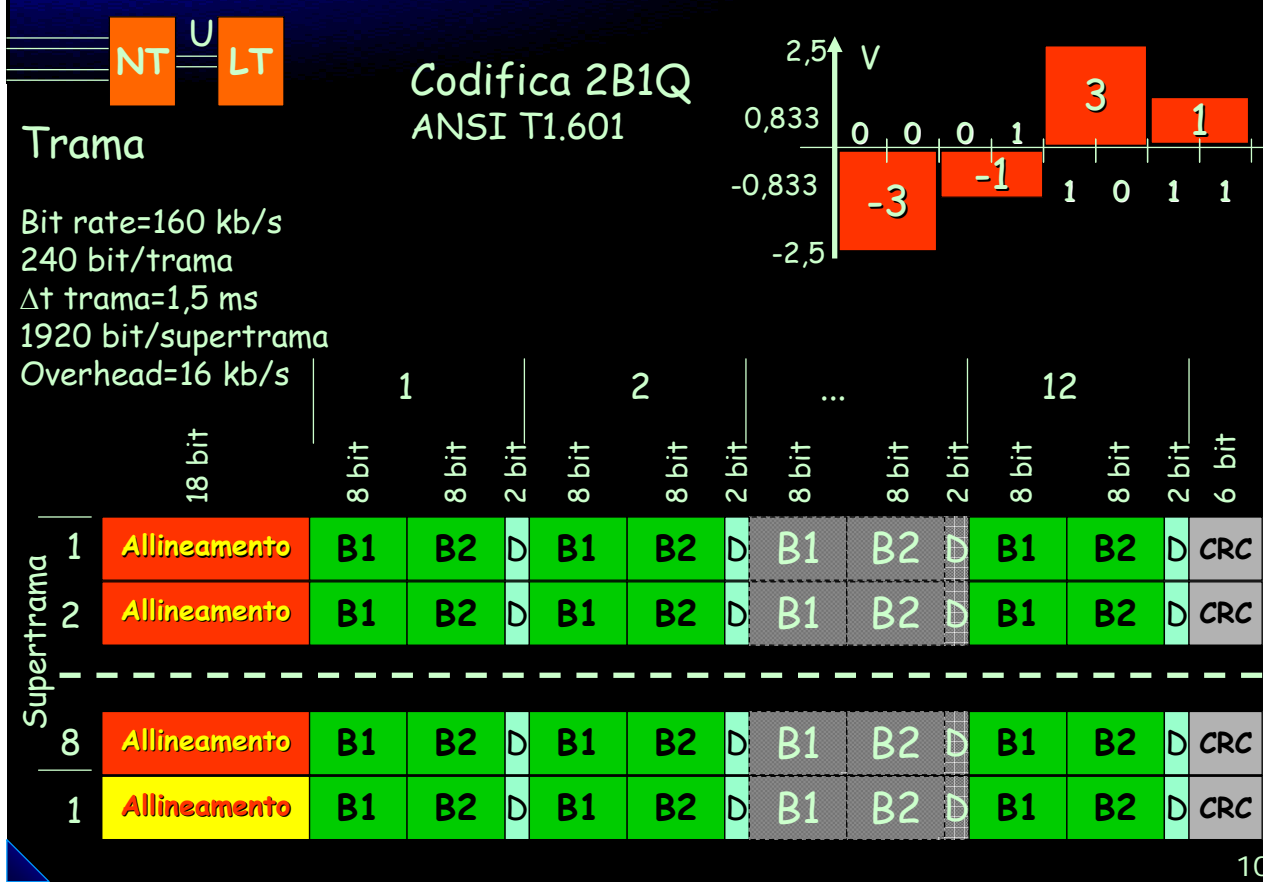 NT U LT
Codifica 2B1Q
ANSI T1.601
2,5 V
0,833
-0,833
-2,5
0 0 0 1
-3 -1 3 1
1 0 1 1
Trama
Bit rate=160 kb/s
240 bit/trama
Δt trama=1,5 ms
1920 bit/supertrama
Overhead=16 kb/s
1 2 ... 12
18 bit 8 bit 8 bit 2 bit 8 bit 8 bit 2 bit 8 bit 8 bit 2 bit 8 bit 8 bit 2 bit 6 bit
Supertrama
1 Allineamento B1 B2 D B1 B2 D B1 B2 D B1 B2 D CRC
2 Allineamento B1 B2 D B1 B2 D B1 B2 D B1 B2 D CRC
8 Allineamento B1 B2 D B1 B2 D B1 B2 D B1 B2 D CRC
1 Allineamento B1 B2 D B1 B2 D B1 B2 D B1 B2 D CRC
10